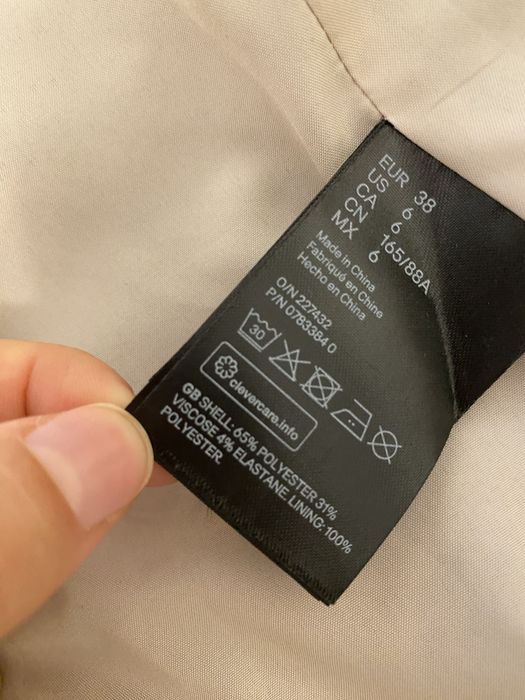 EUR 38
US 6
CA 6
CN 165/88A
MX 6
Made in China
Fabriqué en Chine
Hecho en China
O/N 227432
P/N 0783384 0
30
clevercare.info
GB SHELL: 65% POLYESTER 31%
VISCOSE 4% ELASTANE. LINING: 100%
POLYESTER.